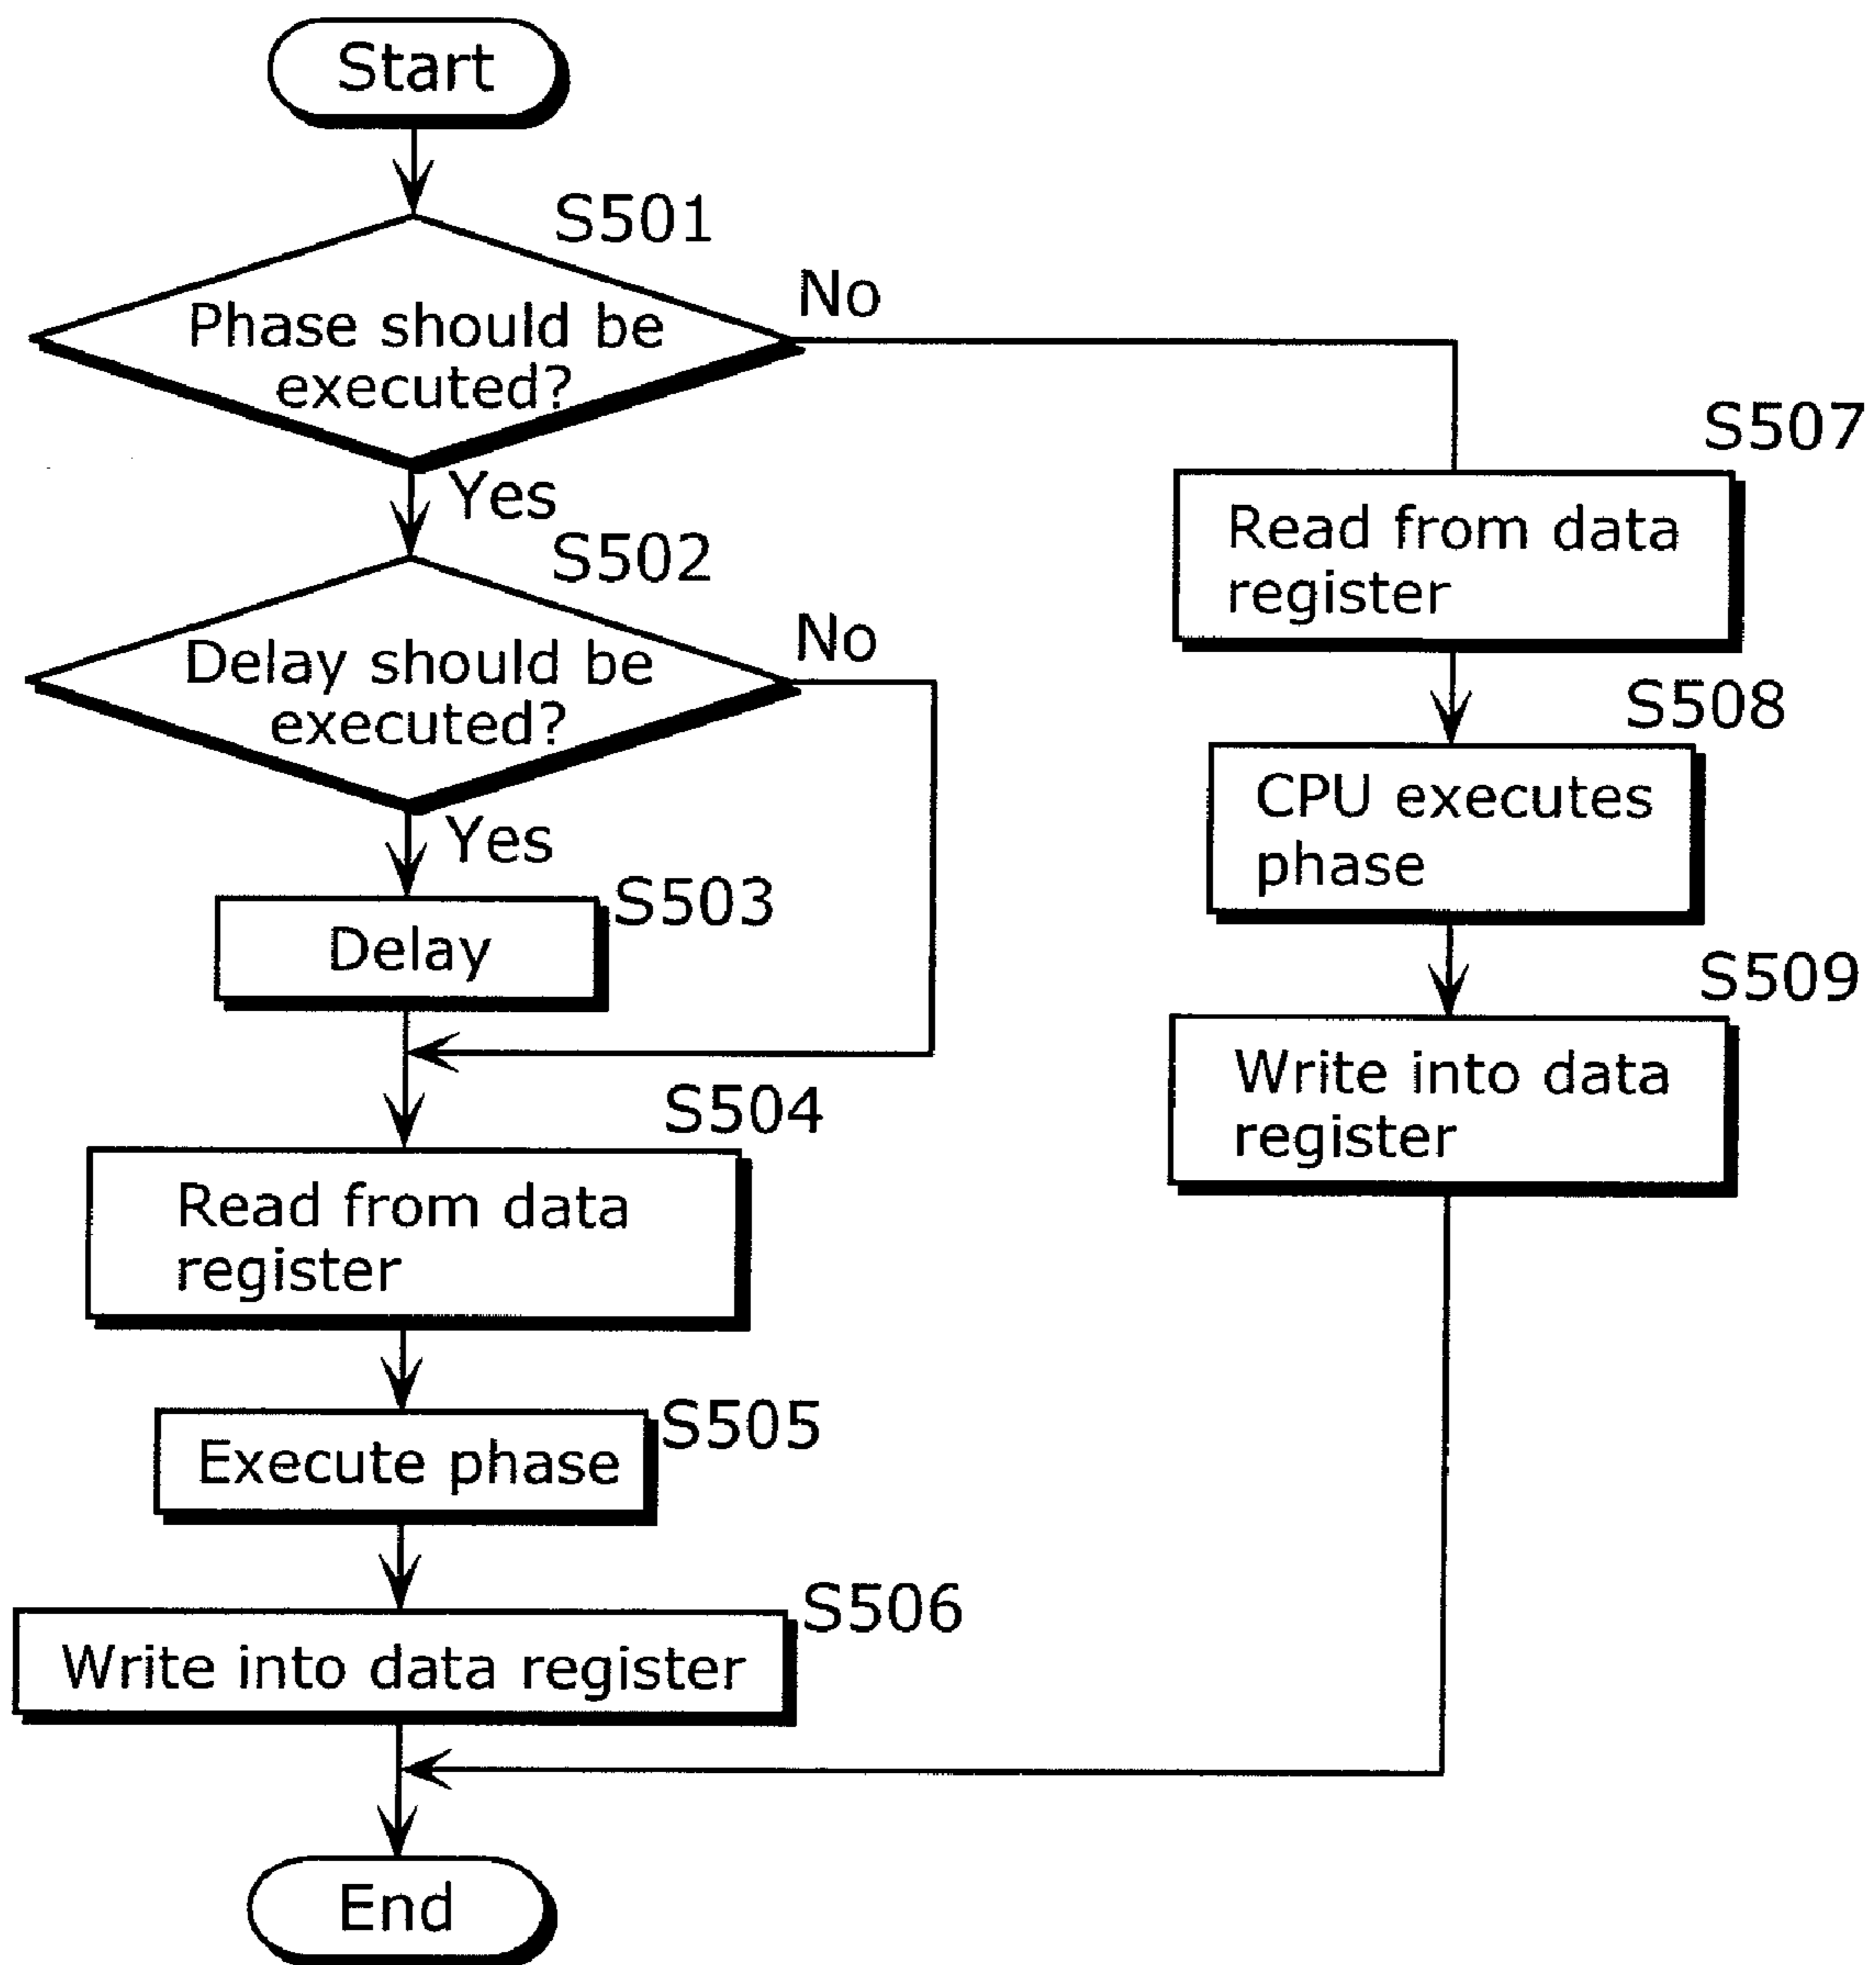 Start
S501
Phase should be
executed?
No
Yes
S502
Delay should be
executed?
No
Yes
S503
Delay
S504
Read from data
register
S505
Execute phase
S506
Write into data register
S507
Read from data
register
S508
CPU executes
phase
S509
Write into data
register
End